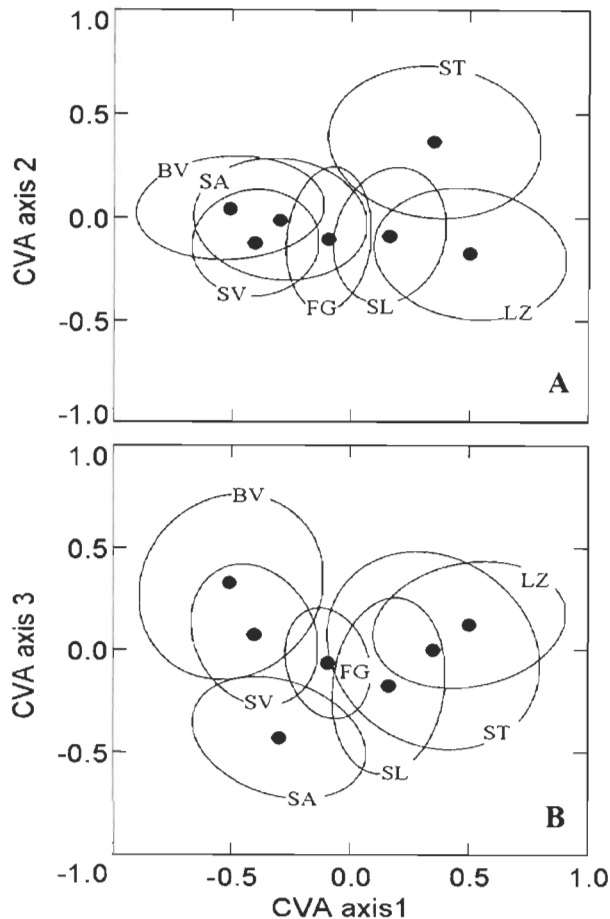 1.0
0.5
0.0
-0.5
-1.0
CVA axis 2
ST
BV
SA
SV
FG
SL
LZ
A
1.0
0.5
0.0
-0.5
-1.0
CVA axis 3
BV
LZ
FG
SV
ST
SL
SA
B
-0.5 0.0 0.5 1.0
CVA axis1